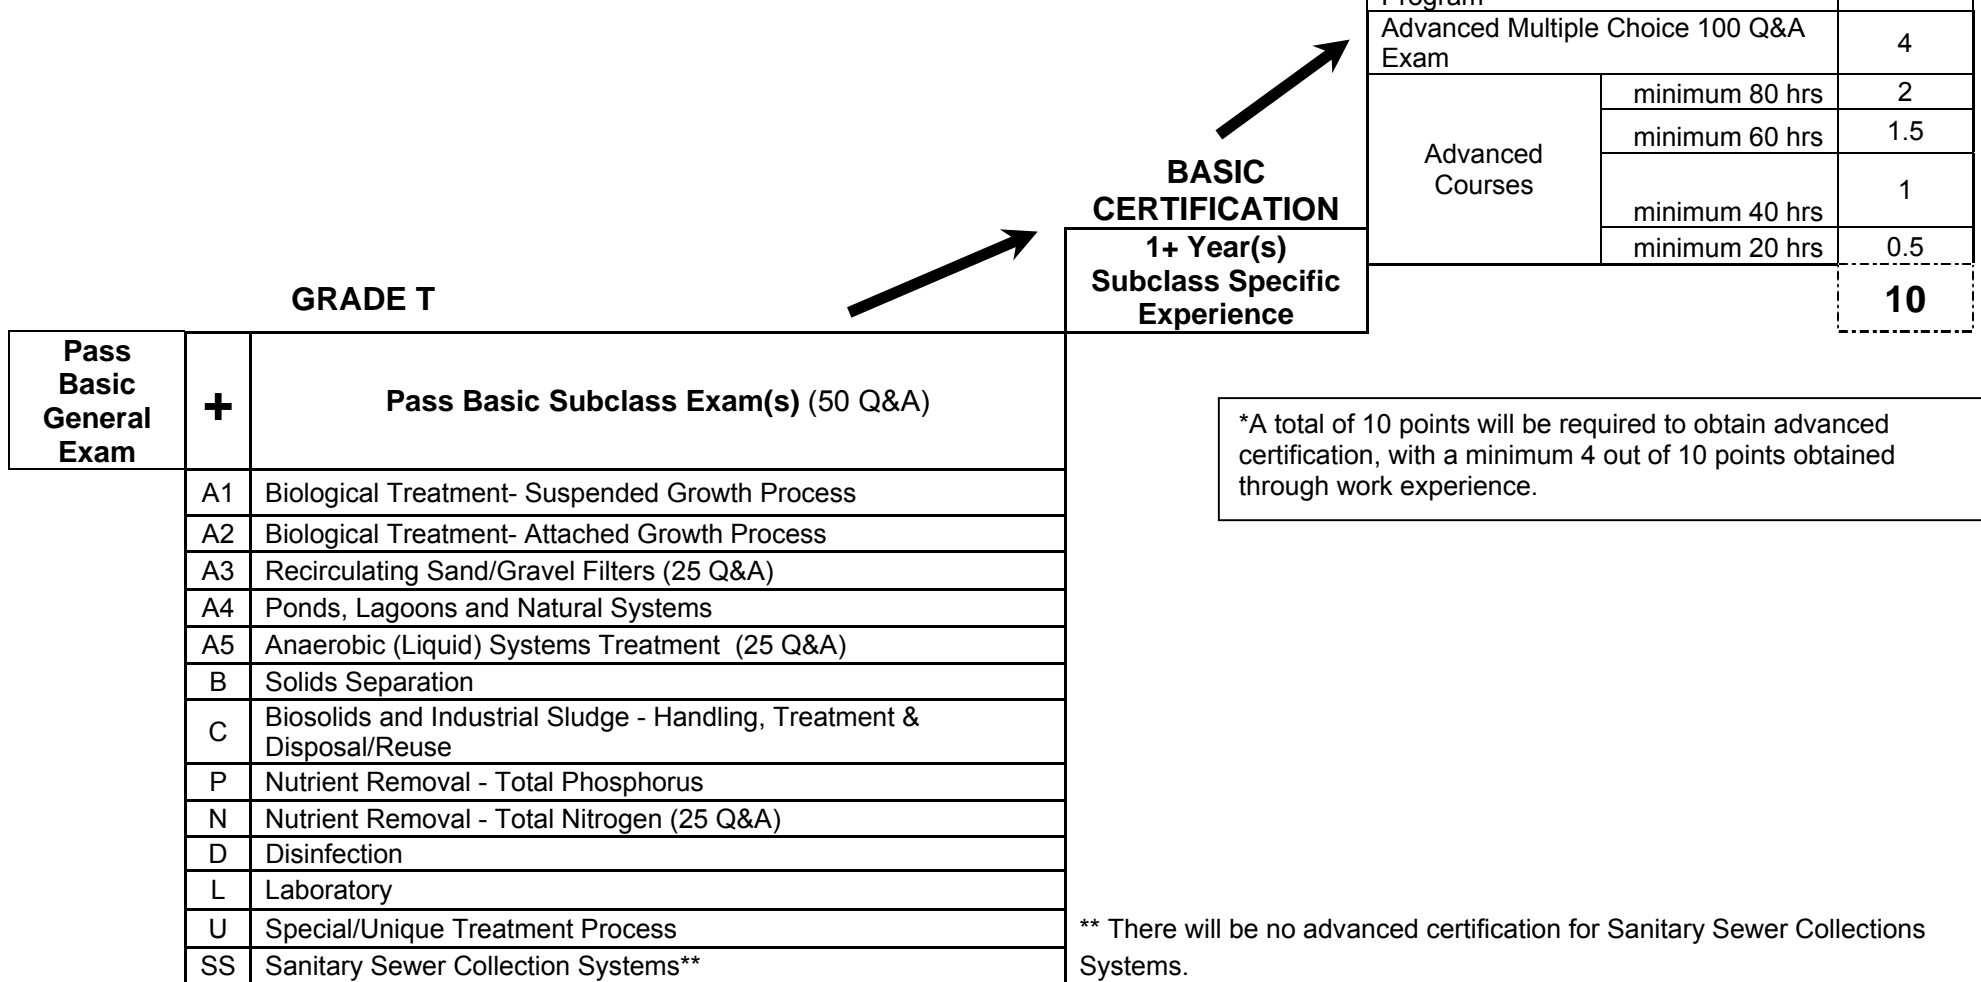 Program
Advanced Multiple Choice 100 Q&A
Exam
4
Advanced
Courses
minimum 80 hrs
2
minimum 60 hrs
1.5
minimum 40 hrs
1
minimum 20 hrs
0.5
10
BASIC
CERTIFICATION
1+ Year(s)
Subclass Specific
Experience
GRADE T
Pass
Basic
General
Exam
+
Pass Basic Subclass Exam(s) (50 Q&A)
A1 Biological Treatment- Suspended Growth Process
A2 Biological Treatment- Attached Growth Process
A3 Recirculating Sand/Gravel Filters (25 Q&A)
A4 Ponds, Lagoons and Natural Systems
A5 Anaerobic (Liquid) Systems Treatment (25 Q&A)
B Solids Separation
C Biosolids and Industrial Sludge - Handling, Treatment &
Disposal/Reuse
P Nutrient Removal - Total Phosphorus
N Nutrient Removal - Total Nitrogen (25 Q&A)
D Disinfection
L Laboratory
U Special/Unique Treatment Process
SS Sanitary Sewer Collection Systems**
*A total of 10 points will be required to obtain advanced
certification, with a minimum 4 out of 10 points obtained
through work experience.
** There will be no advanced certification for Sanitary Sewer Collections
Systems.